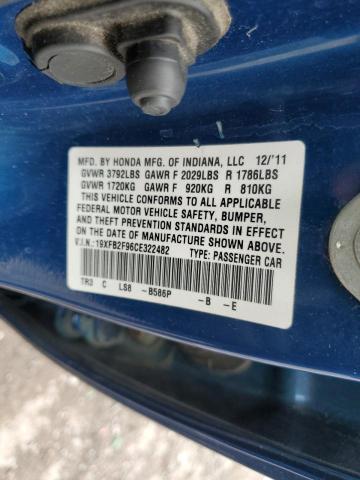 MFD. BY HONDA MFG. OF INDIANA, LLC 12/'11
GVWR 3792LBS GAWR F 2029LBS R 1786LBS
GVWR 1720KG GAWR F 920KG R 810KG
THIS VEHICLE CONFORMS TO ALL APPLICABLE
FEDERAL MOTOR VEHICLE SAFETY, BUMPER,
AND THEFT PREVENTION STANDARDS IN EFFECT
ON THE DATE OF MANUFACTURE SHOWN ABOVE.
V.I.N.: 19XFB2F96CE322482 TYPE: PASSENGER CAR
TR3 C LS8 -B586P -B -E